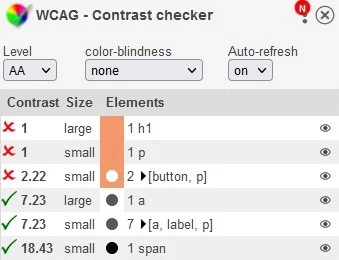 WCAG - Contrast checker
N
Level color-blindness Auto-refresh
AA none on
Contrast Size Elements
1 large 1 h1
1 small 1 p
2.22 small 2 [button, p]
7.23 large 1 a
7.23 small 7 [a, label, p]
18.43 small 1 span